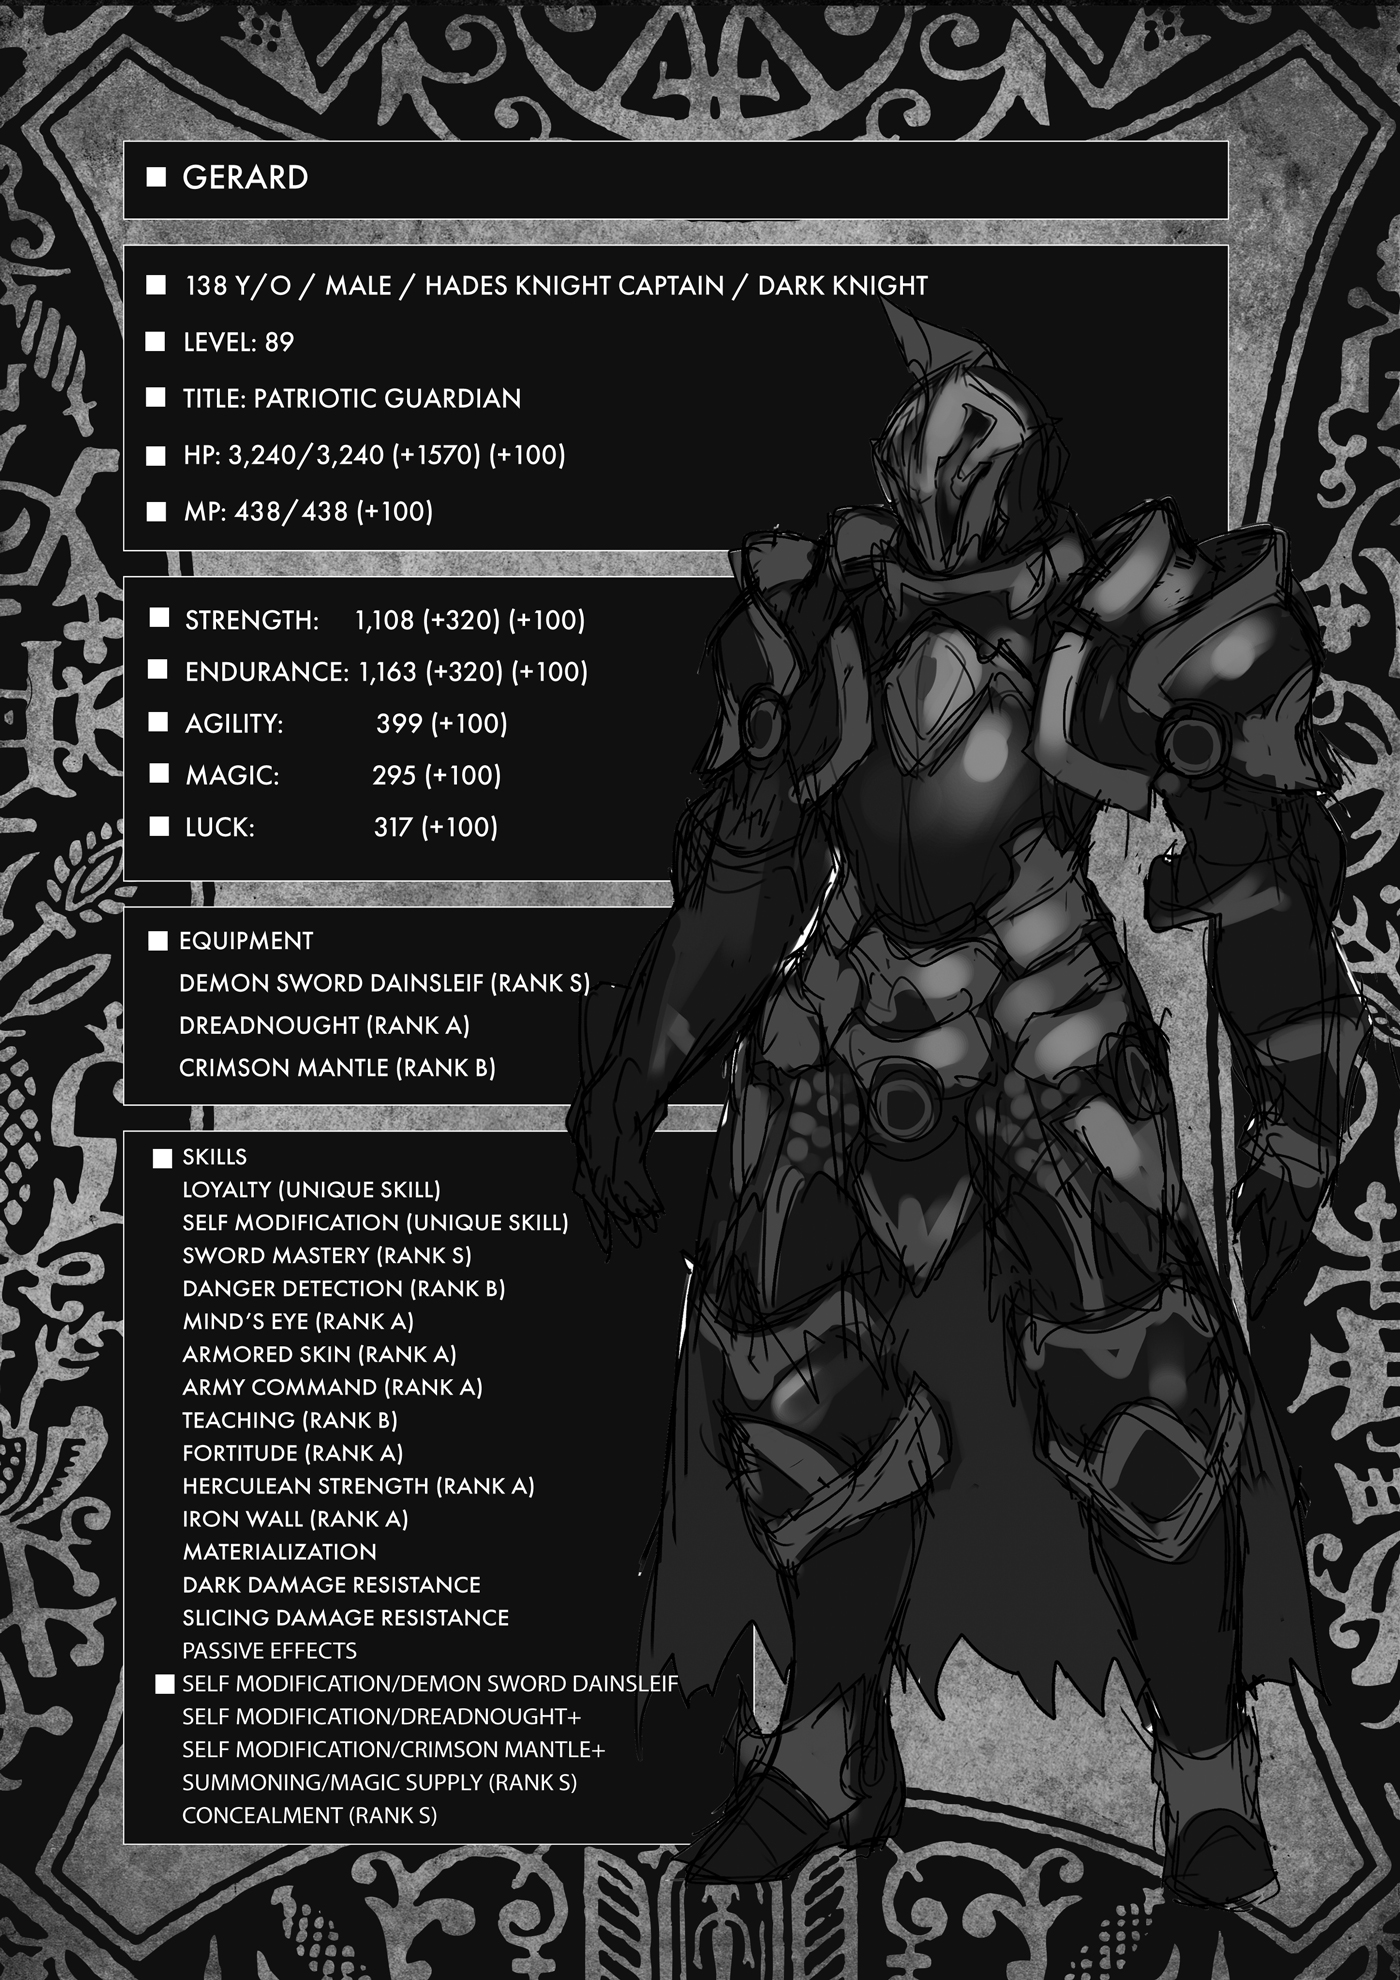 GERARD
138 Y/O / MALE / HADES KNIGHT CAPTAIN / DARK KNIGHT
LEVEL: 89
TITLE: PATRIOTIC GUARDIAN
HP: 3,240/3,240 (+1570) (+100)
MP: 438/438 (+100)
STRENGTH: 1,108 (+320) (+100)
ENDURANCE: 1,163 (+320) (+100)
AGILITY: 399 (+100)
MAGIC: 295 (+100)
LUCK: 317 (+100)
EQUIPMENT
DEMON SWORD DAINSLEIF (RANK S)
DREADNOUGHT (RANK A)
CRIMSON MANTLE (RANK B)
SKILLS
LOYALTY (UNIQUE SKILL)
SELF MODIFICATION (UNIQUE SKILL)
SWORD MASTERY (RANK S)
DANGER DETECTION (RANK B)
MIND'S EYE (RANK A)
ARMORED SKIN (RANK A)
ARMY COMMAND (RANK A)
TEACHING (RANK B)
FORTITUDE (RANK A)
HERCULEAN STRENGTH (RANK A)
IRON WALL (RANK A)
MATERIALIZATION
DARK DAMAGE RESISTANCE
SLICING DAMAGE RESISTANCE
PASSIVE EFFECTS
SELF MODIFICATION/DEMON SWORD DAINSLEIF
SELF MODIFICATION/DREADNOUGHT+
SELF MODIFICATION/CRIMSON MANTLE+
SUMMONING/MAGIC SUPPLY (RANK S)
CONCEALMENT (RANK S)